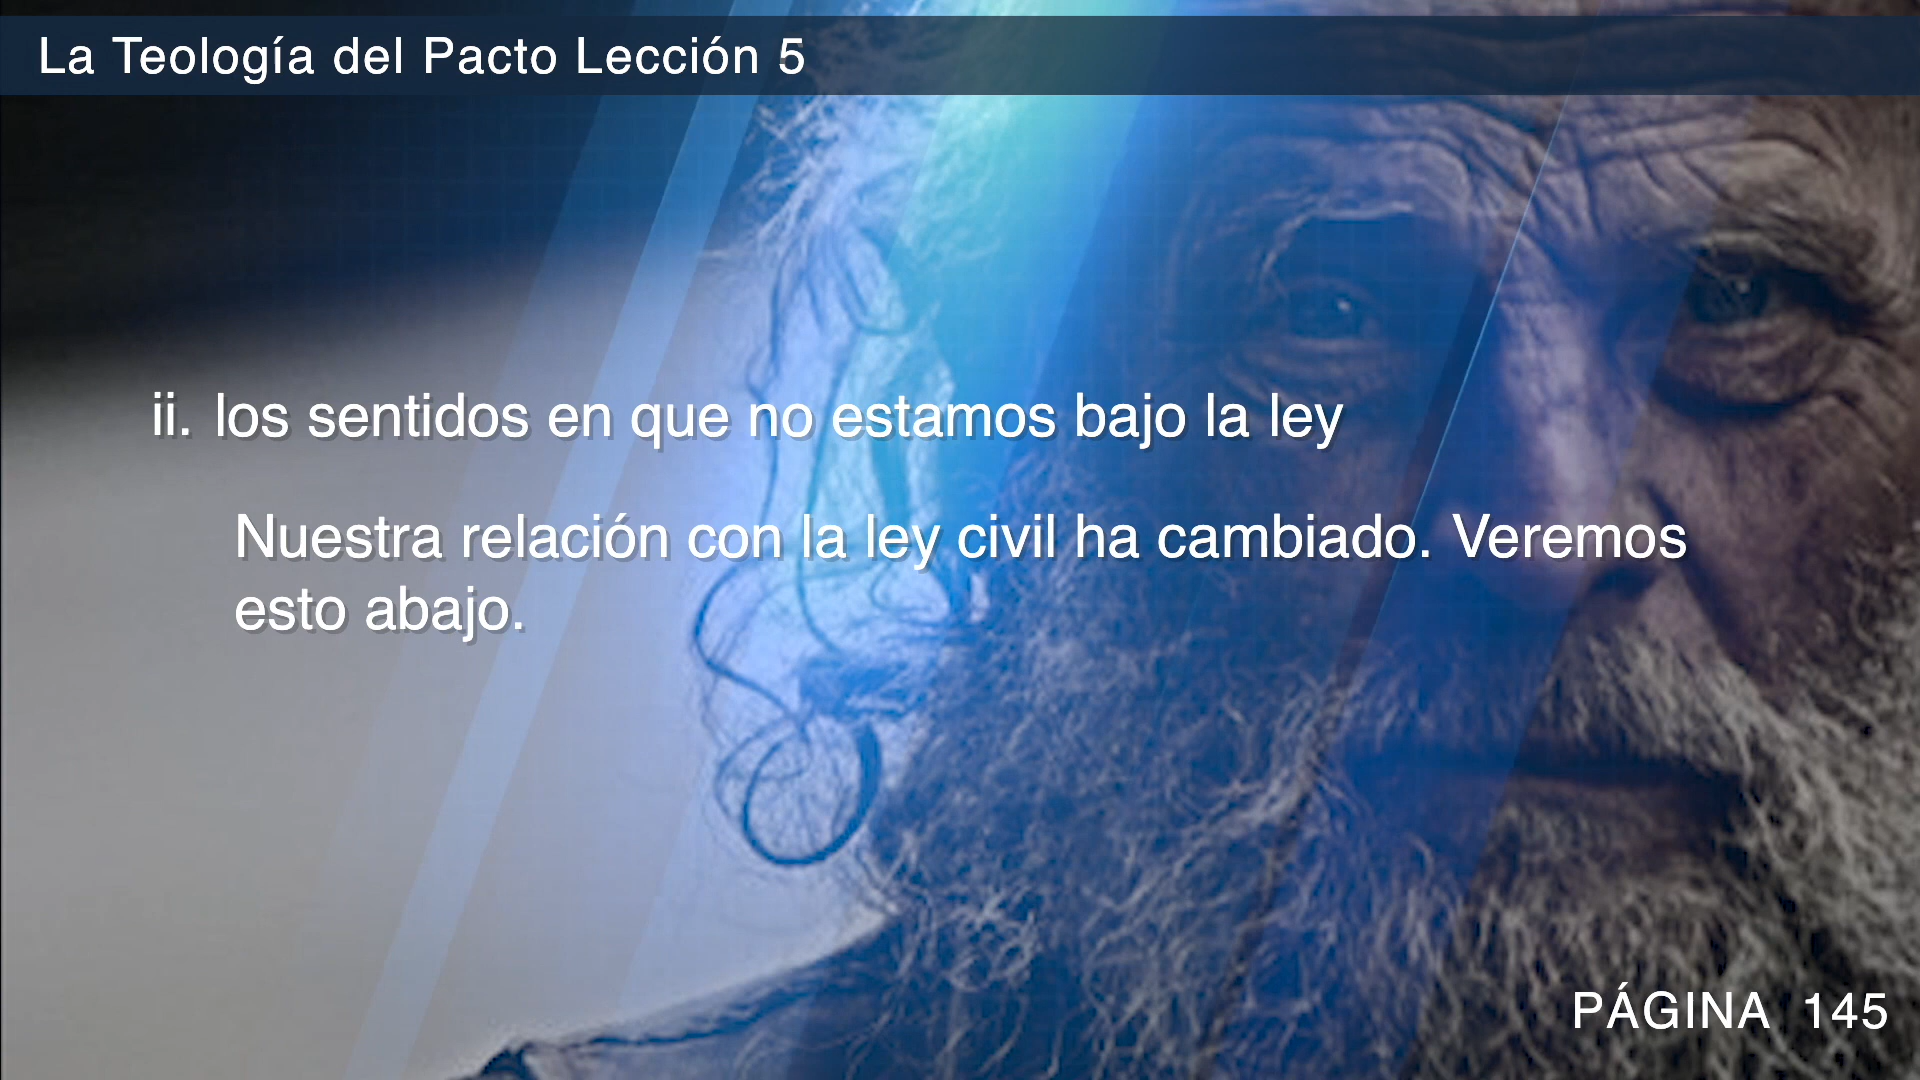 La Teología del Pacto Lección 5
ii. los sentidos en que no estamos bajo la ley
Nuestra relación con la ley civil ha cambiado. Veremos
esto abajo.
PÁGINA 145